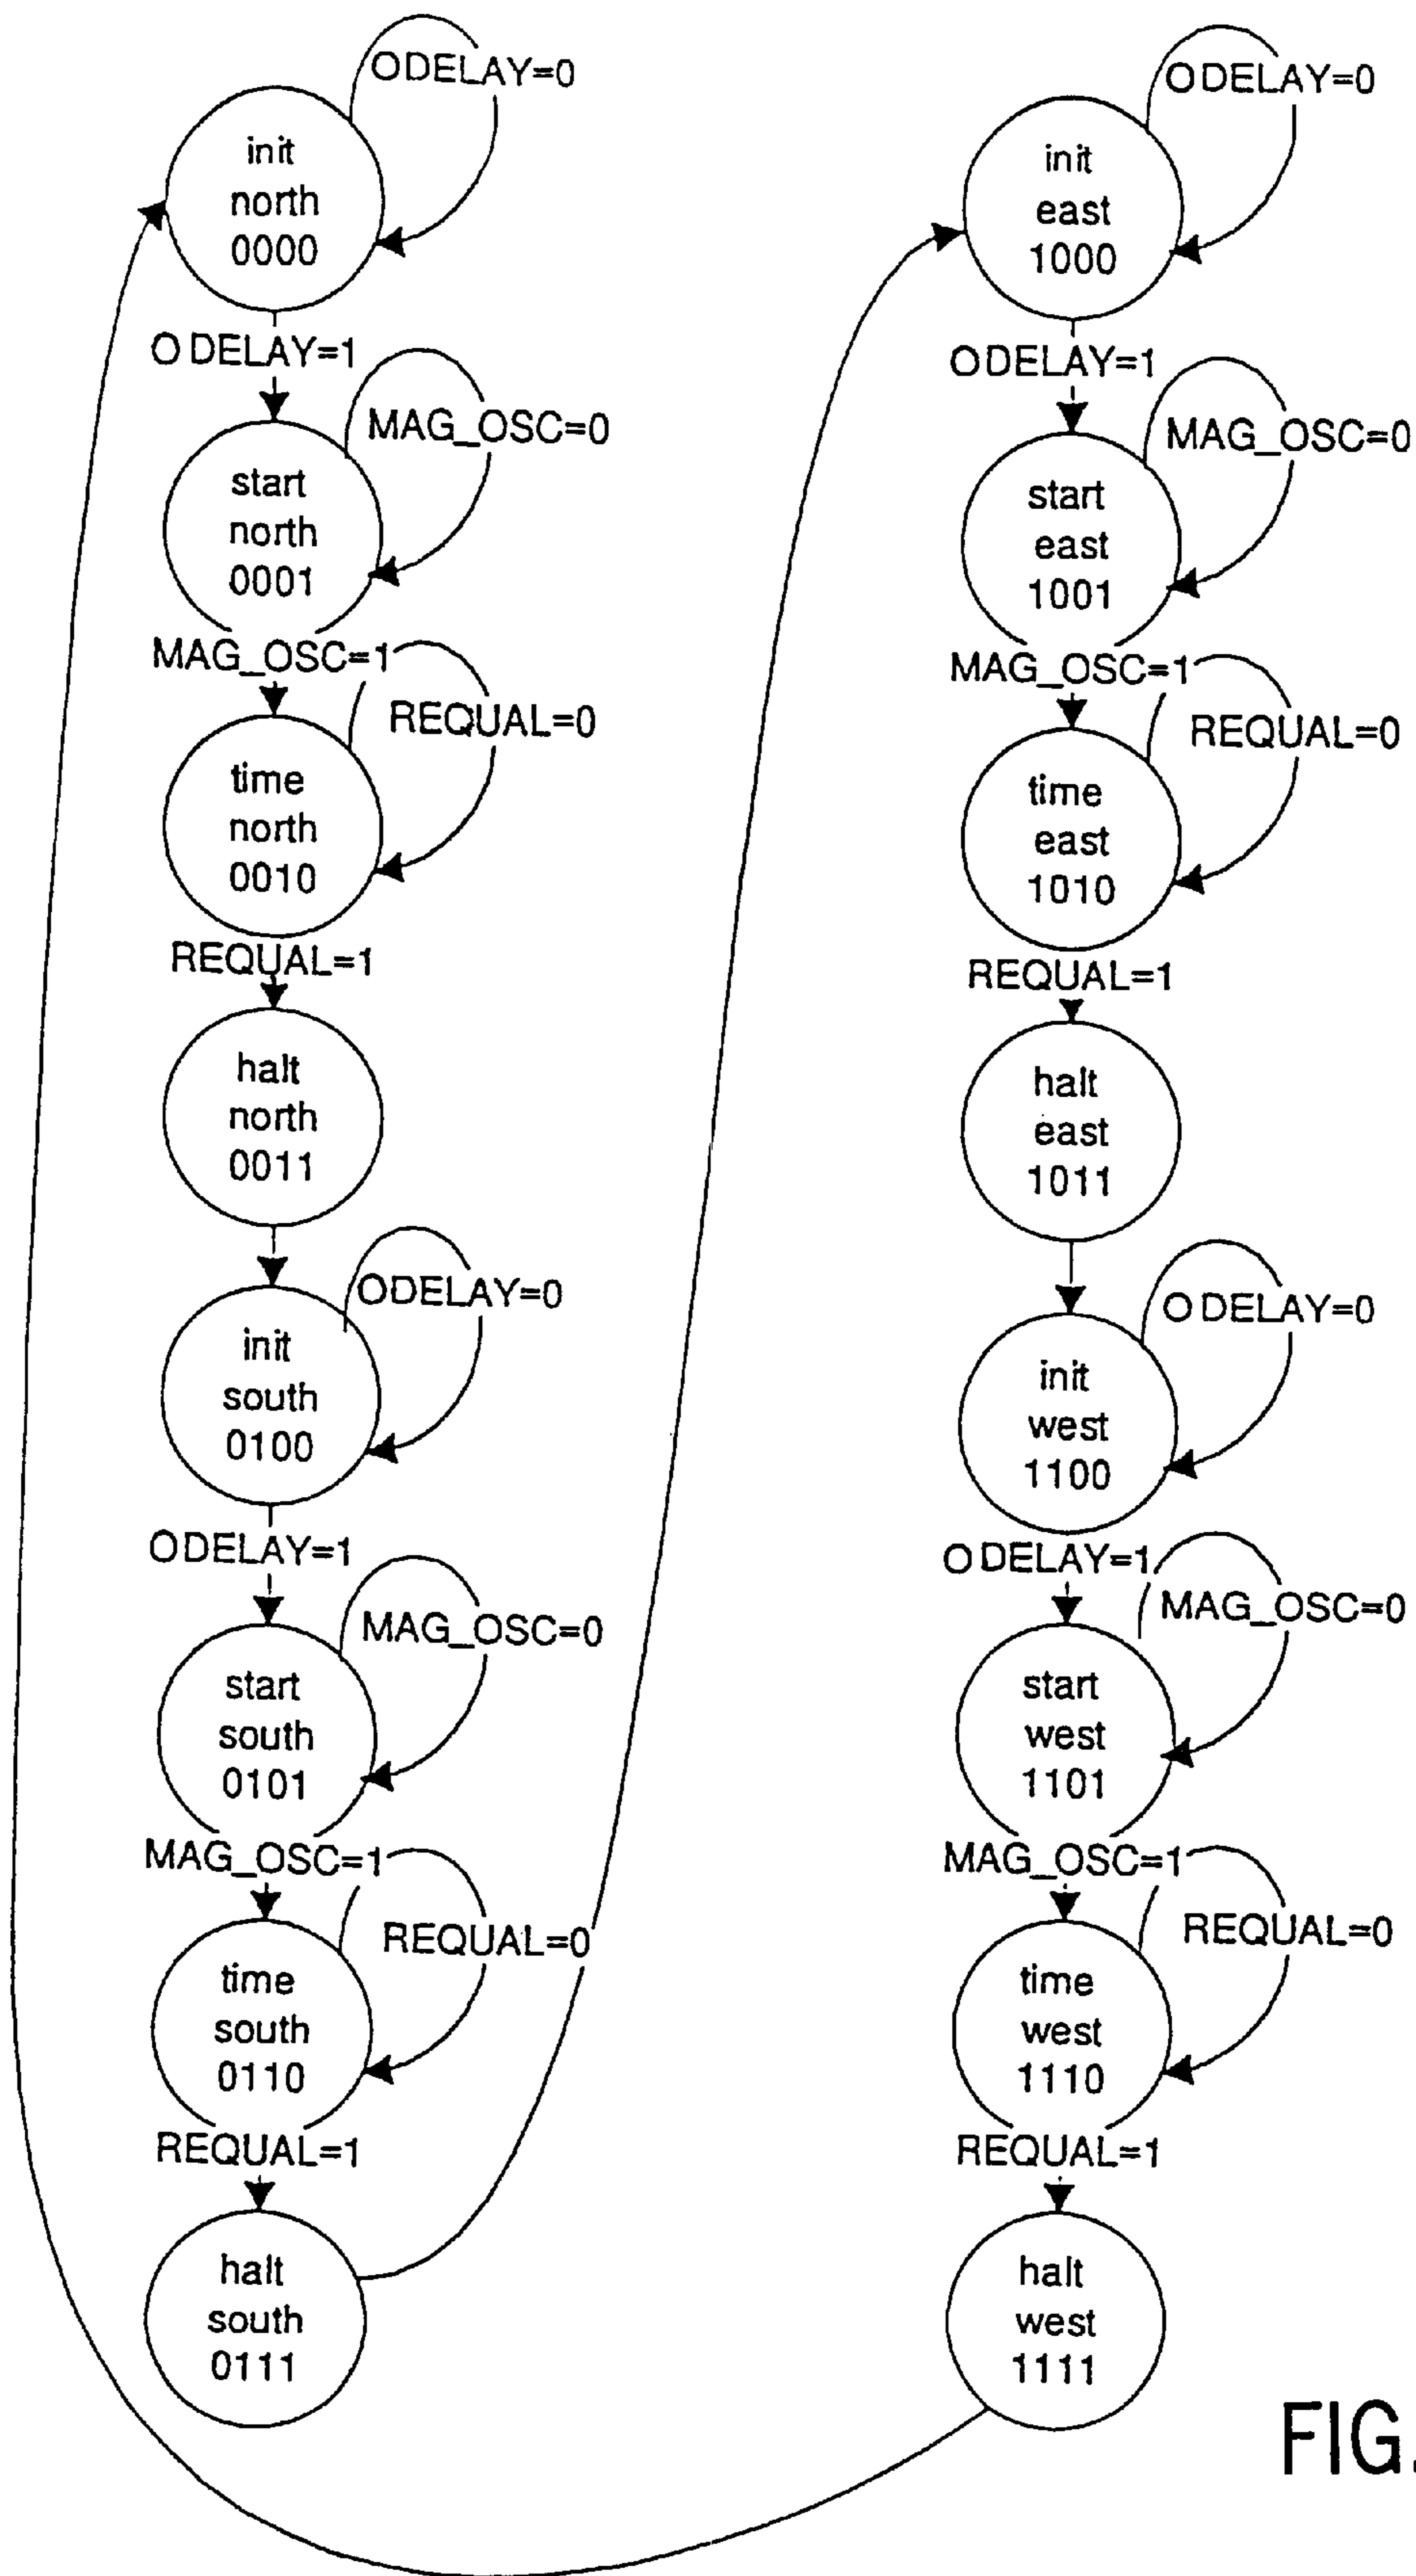 ODELAY=0
init
north
0000
ODELAY=1
MAG_OSC=0
start
north
0001
MAG_OSC=1
REQUAL=0
time
north
0010
REQUAL=1
halt
north
0011
ODELAY=0
init
south
0100
ODELAY=1
MAG_OSC=0
start
south
0101
MAG_OSC=1
REQUAL=0
time
south
0110
REQUAL=1
halt
south
0111
ODELAY=0
init
east
1000
ODELAY=1
MAG_OSC=0
start
east
1001
MAG_OSC=1
REQUAL=0
time
east
1010
REQUAL=1
halt
east
1011
ODELAY=0
init
west
1100
ODELAY=1
MAG_OSC=0
start
west
1101
MAG_OSC=1
REQUAL=0
time
west
1110
REQUAL=1
halt
west
1111
FIG.